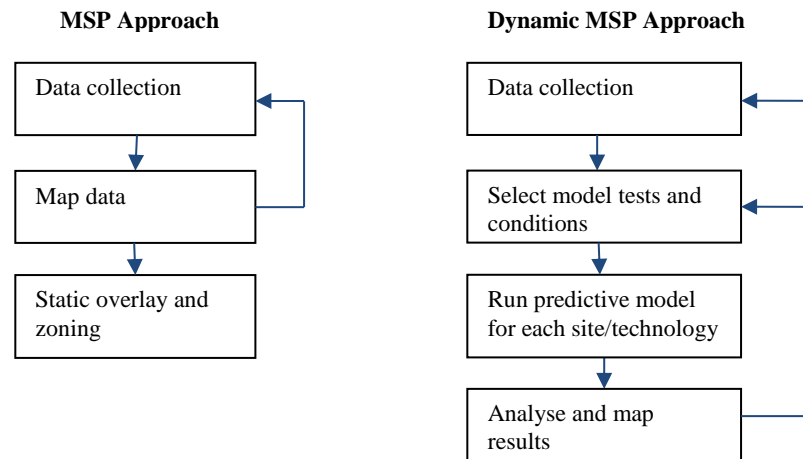 MSP Approach
Data collection
Map data
Static overlay and
zoning
Dynamic MSP Approach
Data collection
Select model tests and
conditions
Run predictive model
for each site/technology
Analyse and map
results